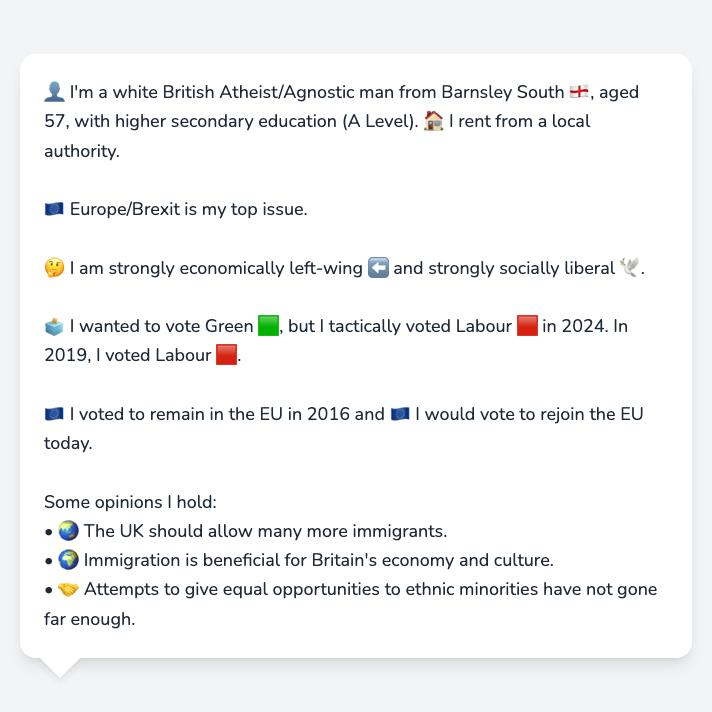 👤 I'm a white British Atheist/Agnostic man from Barnsley South 🏴󠁧󠁢󠁥󠁮󠁧󠁿, aged
57, with higher secondary education (A Level). 🏠 I rent from a local
authority.
🇪🇺 Europe/Brexit is my top issue.
🤔 I am strongly economically left-wing ⬅️ and strongly socially liberal 🕊️.
🗳️ I wanted to vote Green 🟩, but I tactically voted Labour 🟥 in 2024. In
2019, I voted Labour 🟥.
🇪🇺 I voted to remain in the EU in 2016 and 🇪🇺 I would vote to rejoin the EU
today.
Some opinions I hold:
• 🌏 The UK should allow many more immigrants.
• 🌍 Immigration is beneficial for Britain's economy and culture.
• 🤝 Attempts to give equal opportunities to ethnic minorities have not gone
far enough.